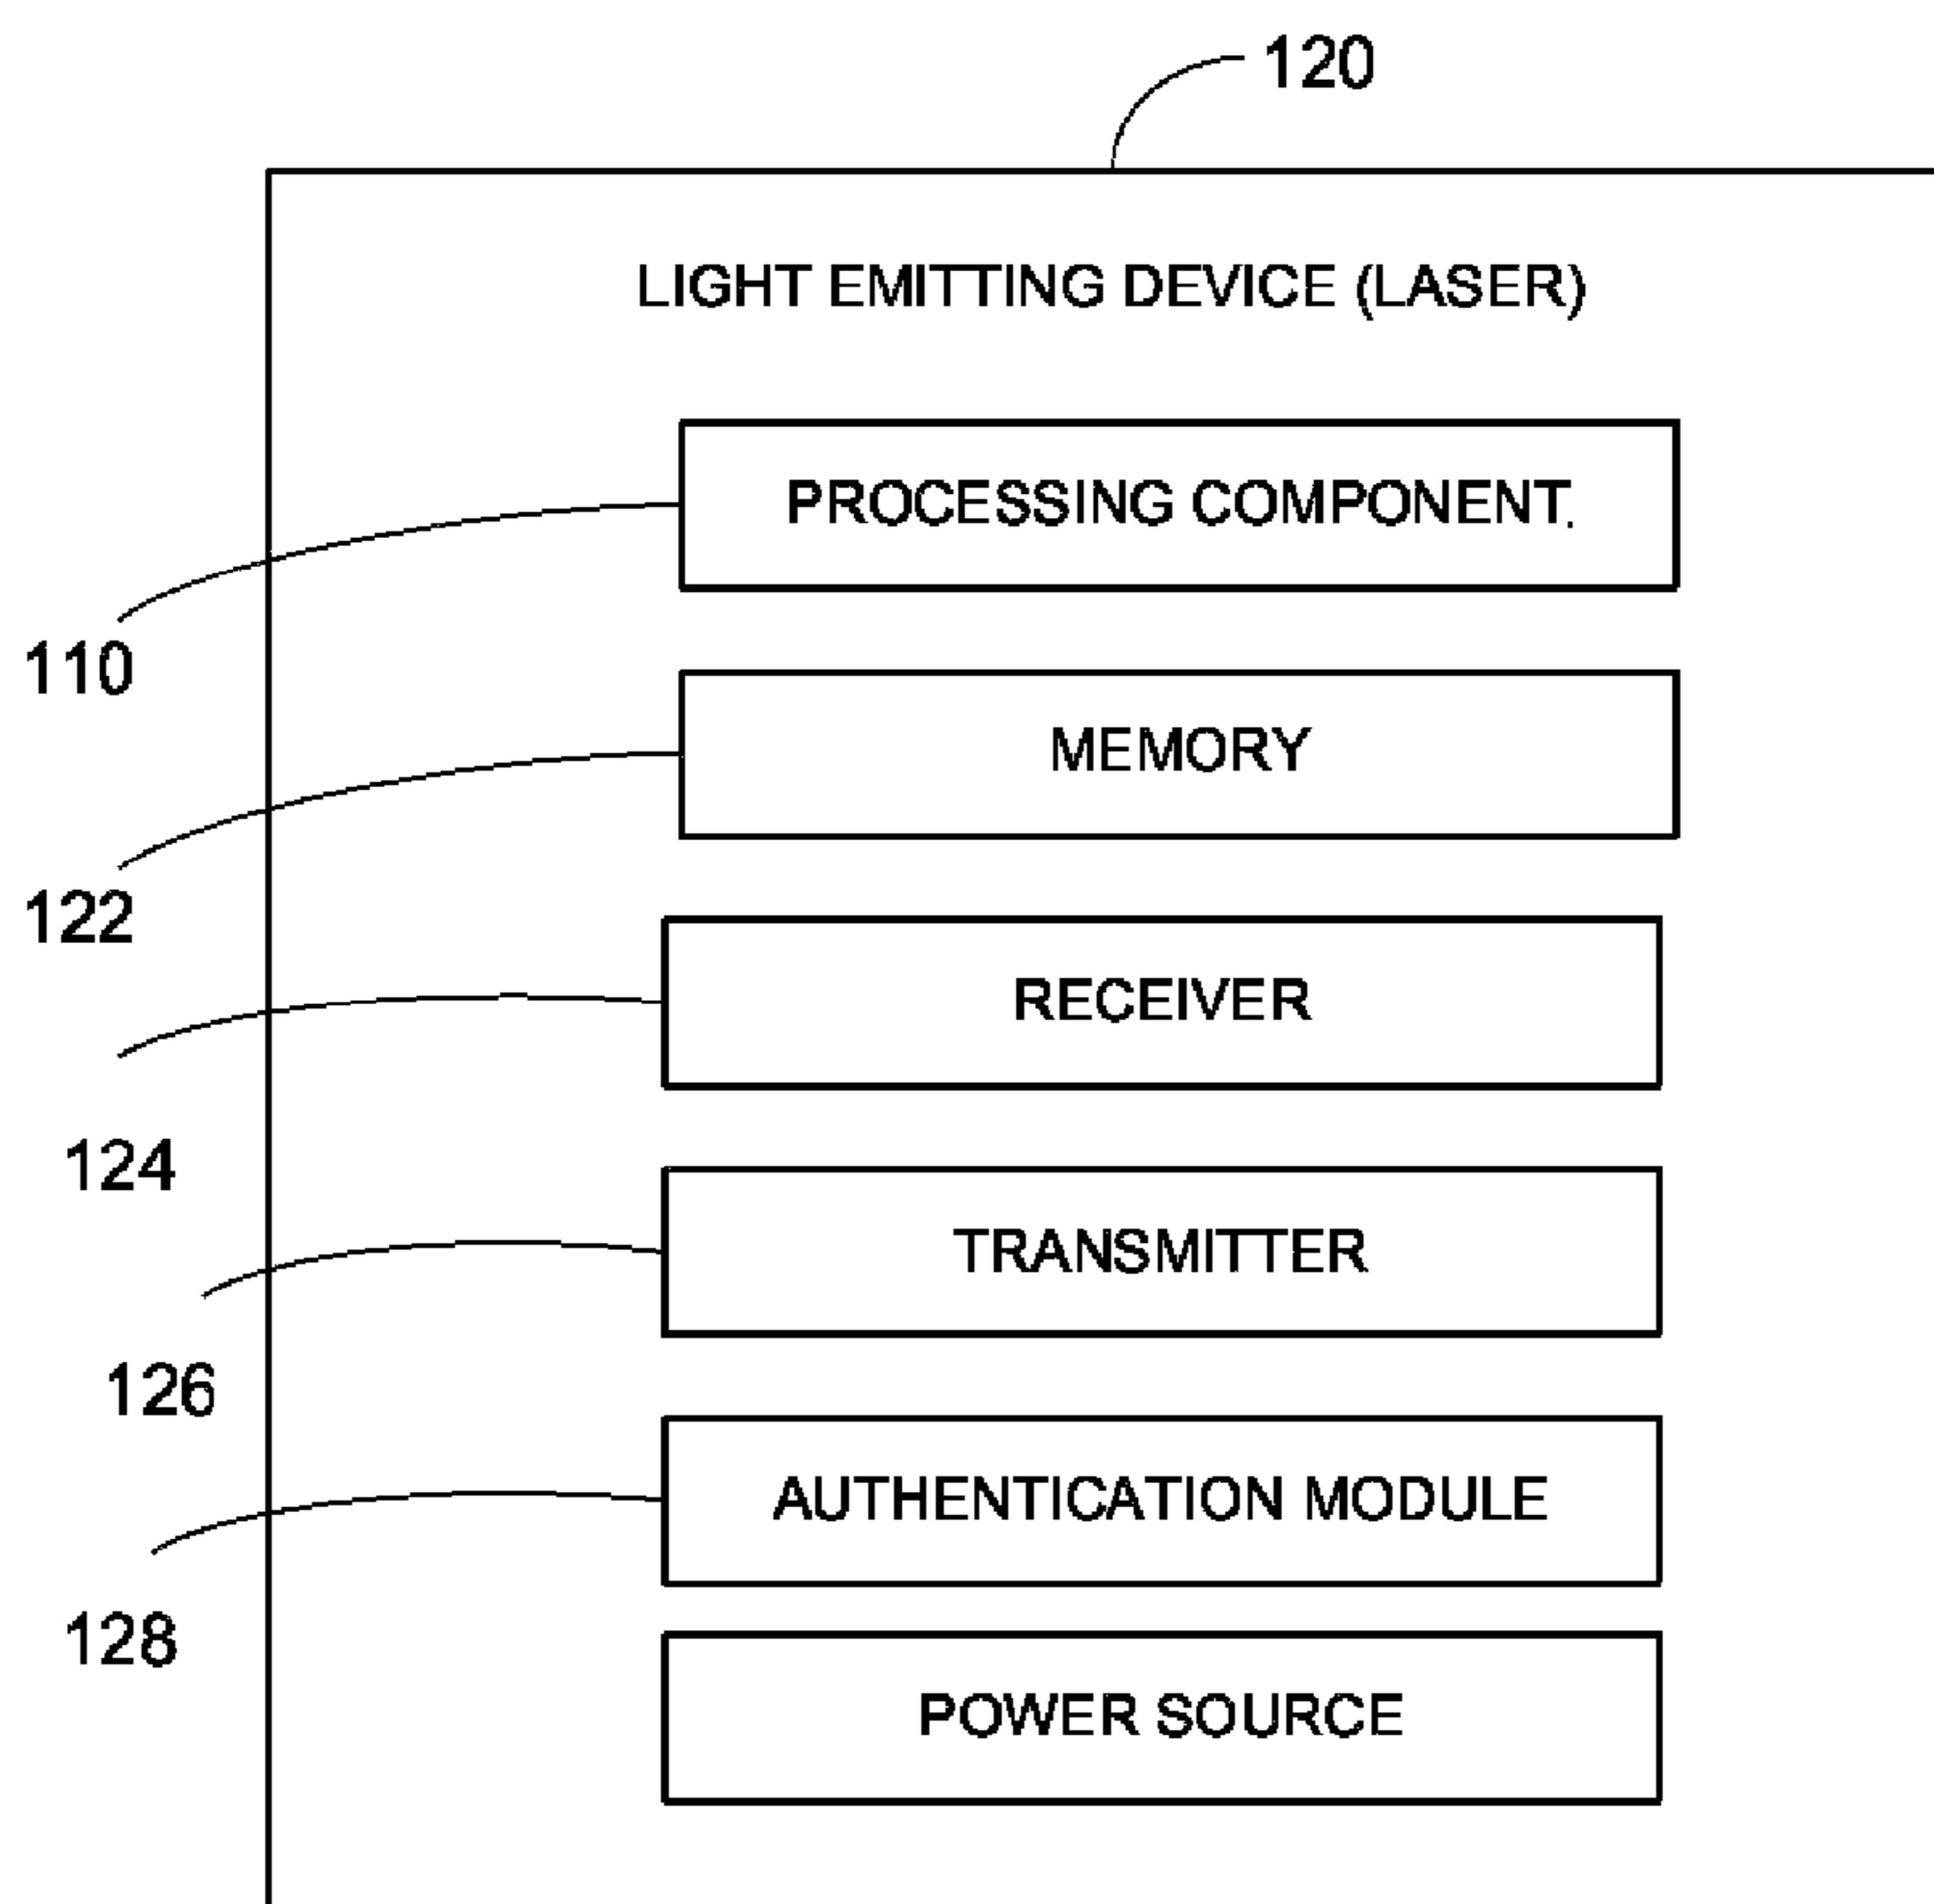 120
LIGHT EMITTING DEVICE (LASER)
PROCESSING COMPONENT.
110
MEMORY
122
RECEIVER
124
TRANSMITTER
126
AUTHENTICATION MODULE
128
POWER SOURCE